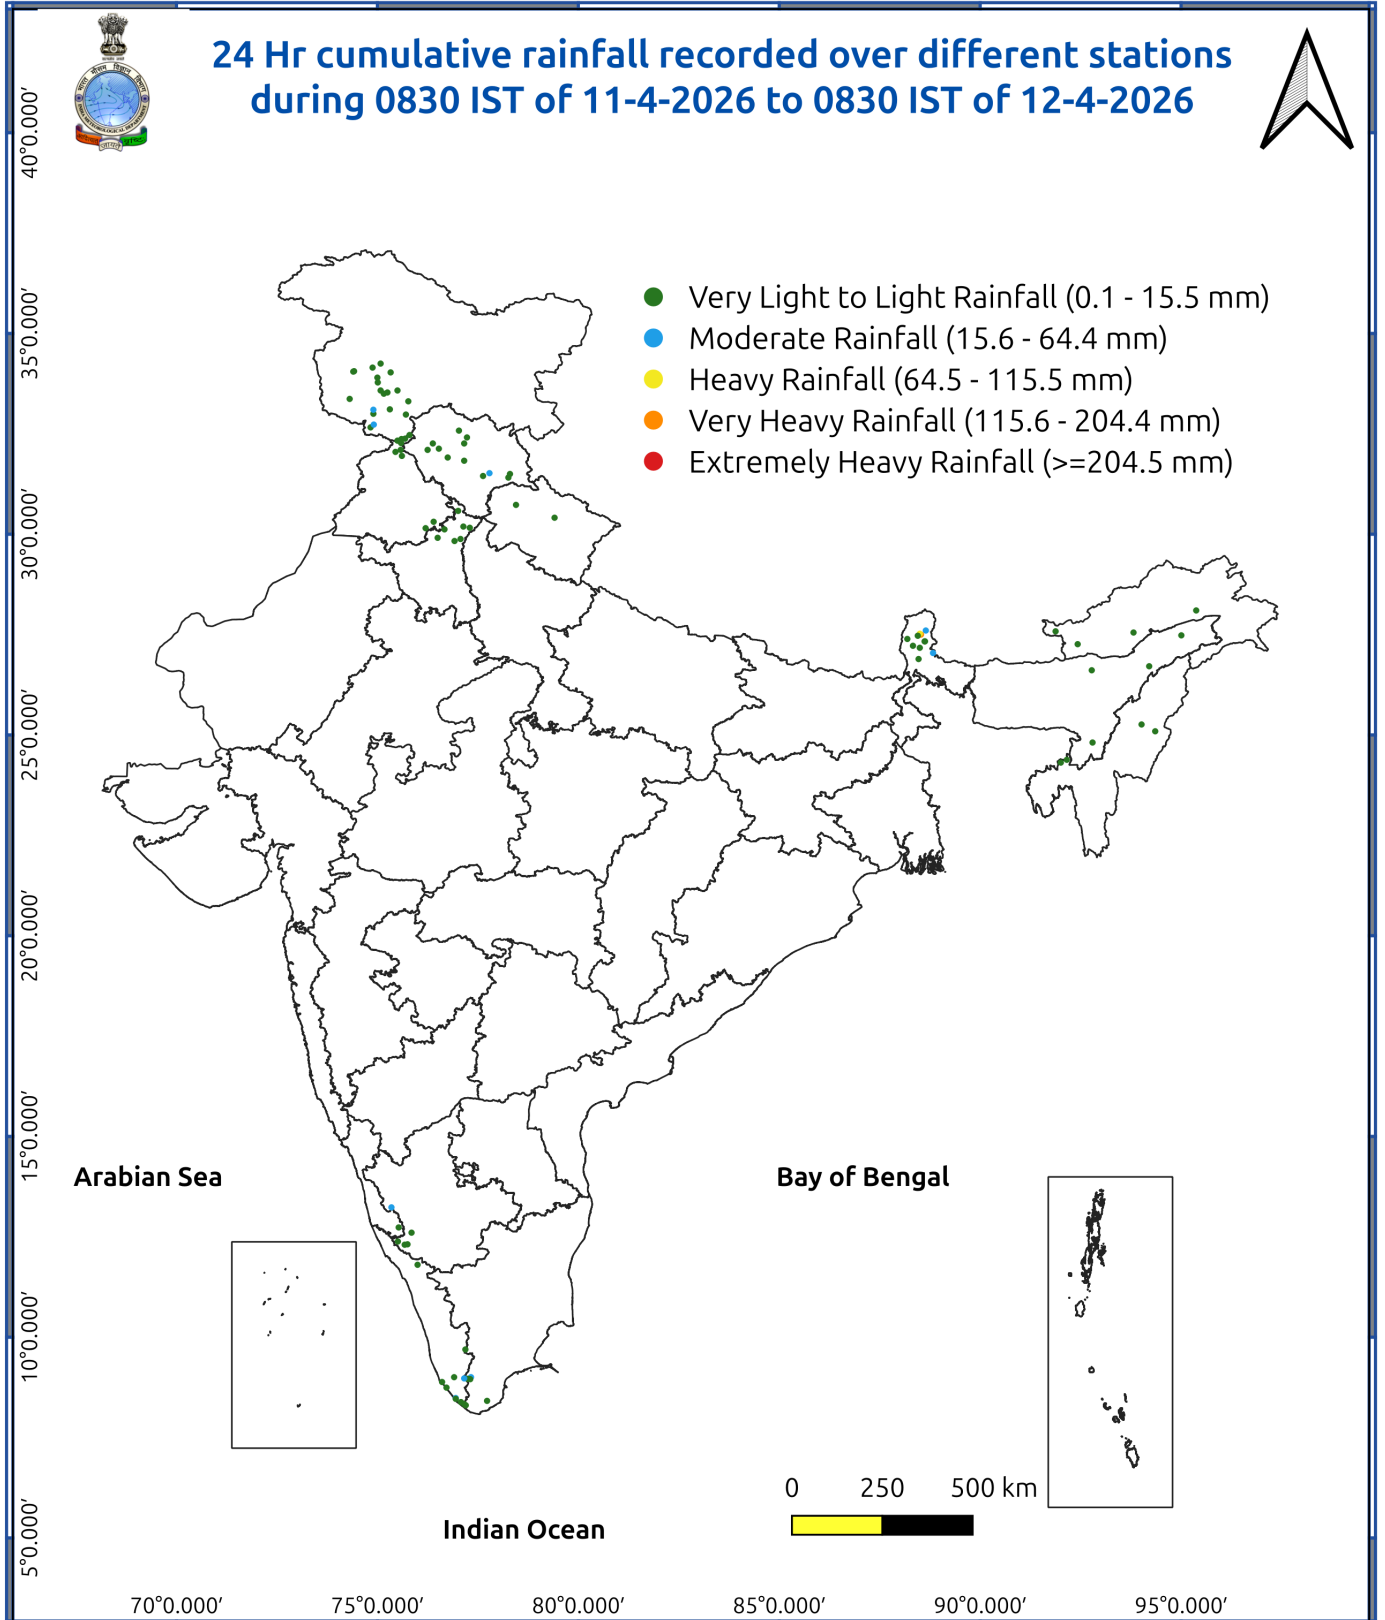 24 Hr cumulative rainfall recorded over different stations
during 0830 IST of 11-4-2026 to 0830 IST of 12-4-2026
Very Light to Light Rainfall (0.1 - 15.5 mm)
Moderate Rainfall (15.6 - 64.4 mm)
Heavy Rainfall (64.5 - 115.5 mm)
Very Heavy Rainfall (115.6 - 204.4 mm)
Extremely Heavy Rainfall (>=204.5 mm)
40°0.000′
35°0.000′
30°0.000′
25°0.000′
20°0.000′
15°0.000′
10°0.000′
5°0.000′
Arabian Sea
Bay of Bengal
Indian Ocean
0 250 500 km
70°0.000′ 75°0.000′ 80°0.000′ 85°0.000′ 90°0.000′ 95°0.000′